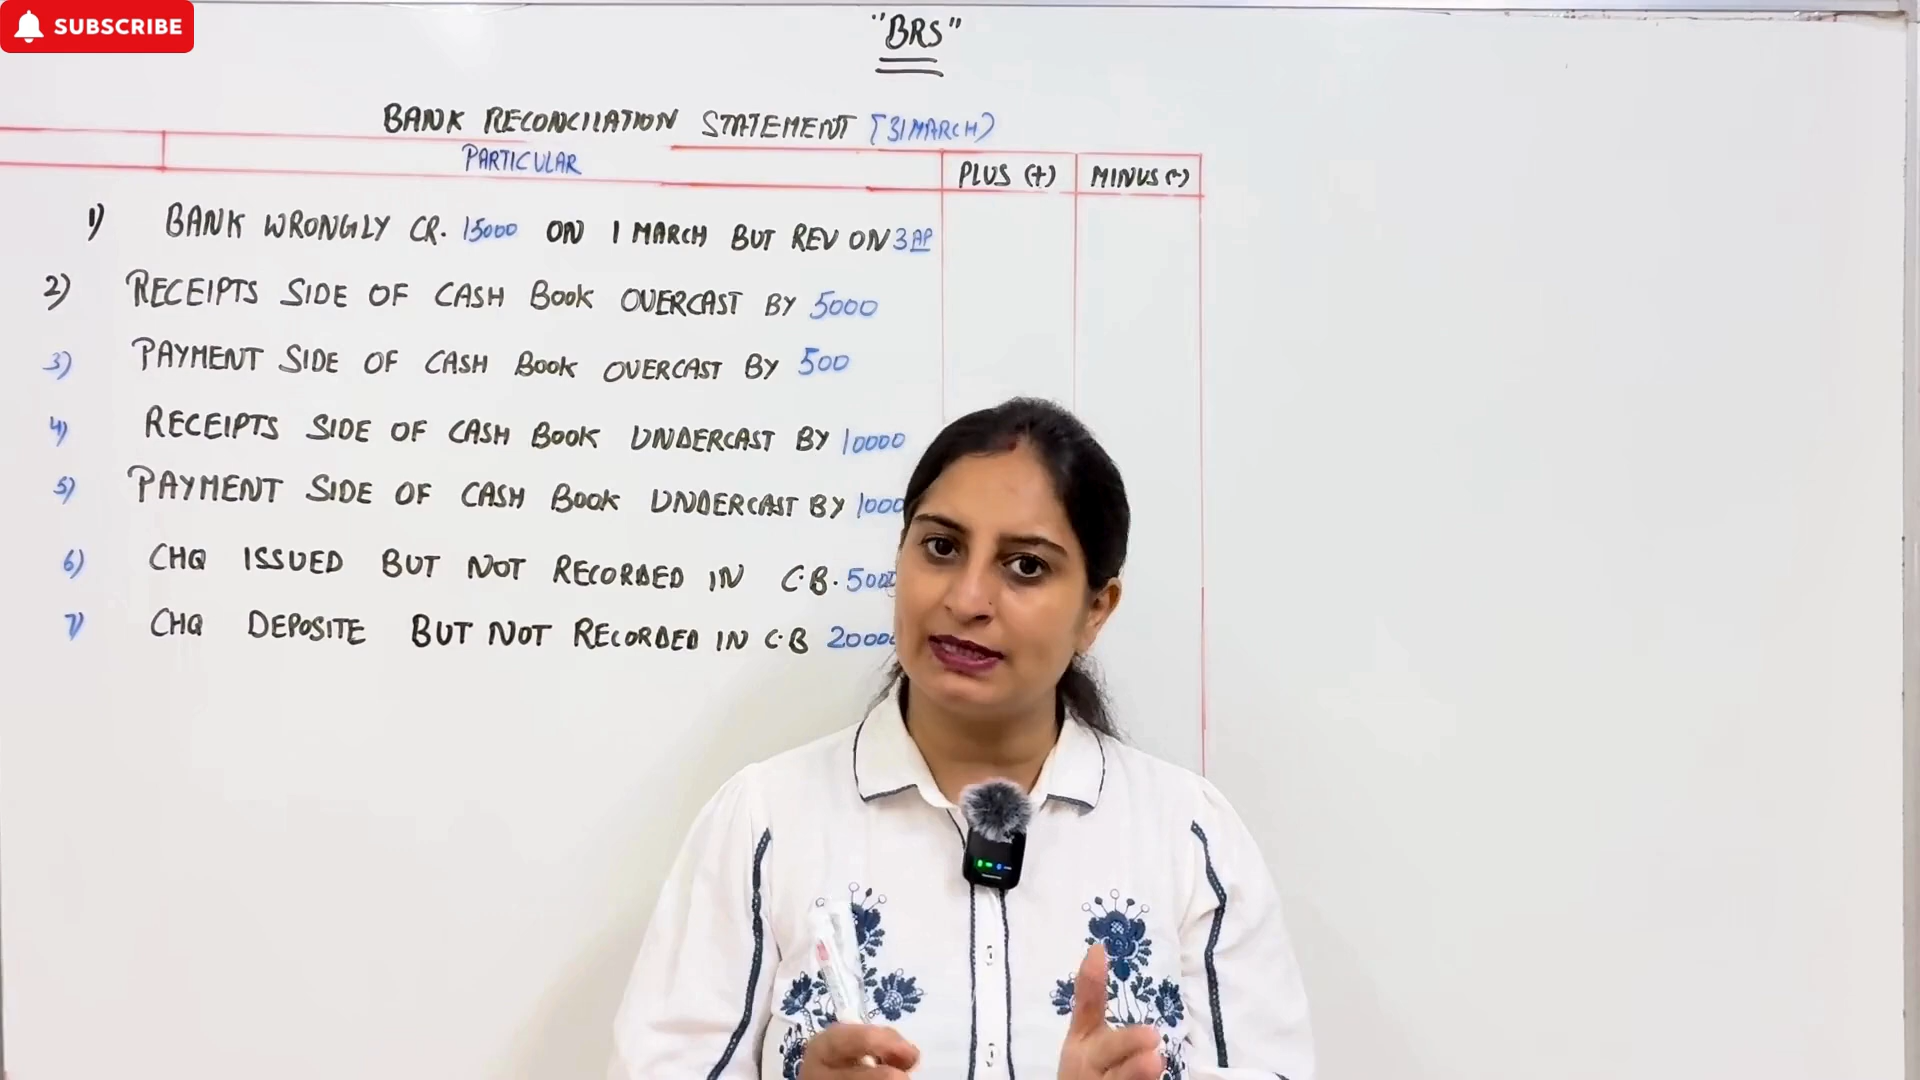 SUBSCRIBE
"BRS"
BANK RECONCILATION STATEMENT [31 MARCH)
PARTICULAR
PLUS (+)
MINUS (-)
1) BANK WRONGLY CR. 15000 ON 1 MARCH BUT REV ON 3 AP
2) RECEIPTS SIDE OF CASH BOOK OVERCAST BY 5000
3) PAYMENT SIDE OF CASH BOOK OVERCAST BY 500
4) RECEIPTS SIDE OF CASH BOOK UNDERCAST BY 10000
5) PAYMENT SIDE OF CASH BOOK UNDERCAST BY
6) CHQ ISSUED BUT NOT RECORDED IN C.B.
7) CHQ DEPOSITE BUT NOT RECORDED IN C.B